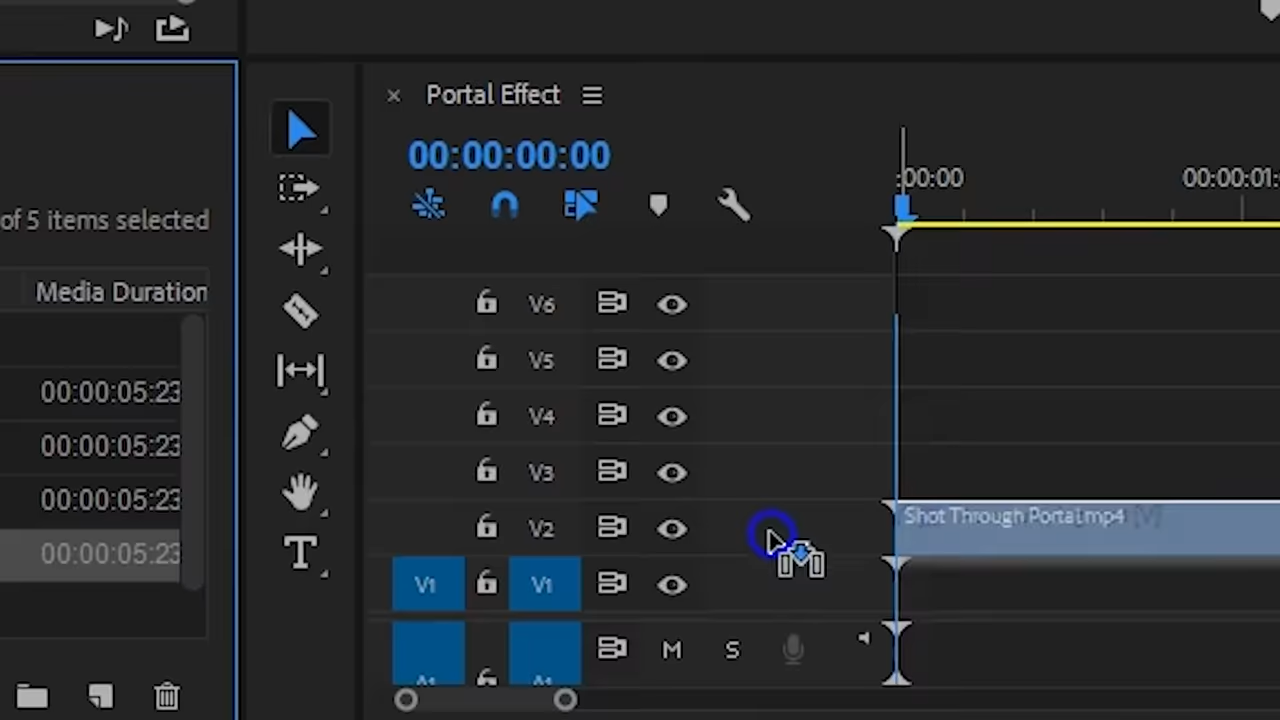 Portal Effect
00:00:00:00
:00:00
00:00:01:
of 5 items selected
Media Duration
V6
V5
00:00:05:23
V4
00:00:05:23
V3
00:00:05:23
V2
Shot Through Portal.mp4 [V]
00:00:05:23
V1
V1
M
S
A1
A1